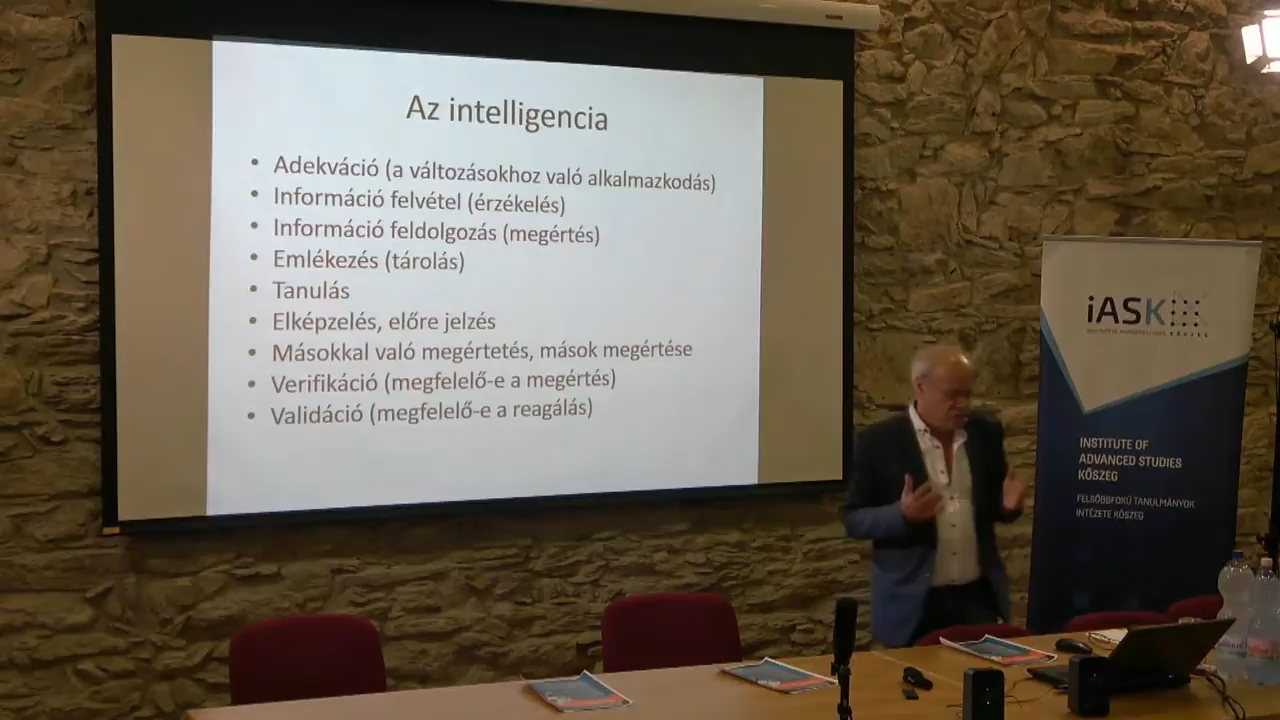 Az intelligencia
• Adekváció (a változásokhoz való alkalmazkodás)
• Információ felvétel (érzékelés)
• Információ feldolgozás (megértés)
• Emlékezés (tárolás)
• Tanulás
• Elképzelés, előre jelzés
• Másokkal való megértetés, mások megértése
• Verifikáció (megfelelő-e a megértés)
• Validáció (megfelelő-e a reagálás)
iASK
KŐSZEG
INSTITUTE OF
ADVANCED STUDIES
KŐSZEG
FELSŐBBFOKÚ TANULMÁNYOK
INTÉZETE KŐSZEG